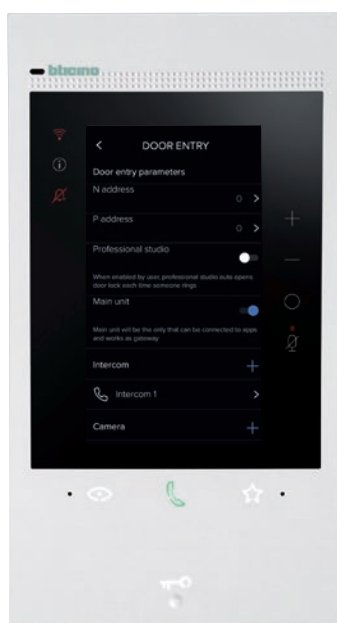 bticino
DOOR ENTRY
Door entry parameters
N address
0
P address
0
Professional studio
When enabled by user, professional studio auto opens
door lock each time someone rings
Main unit
Main unit will be the only that can be connected to apps
and works as gateway
Intercom
Intercom 1
Camera